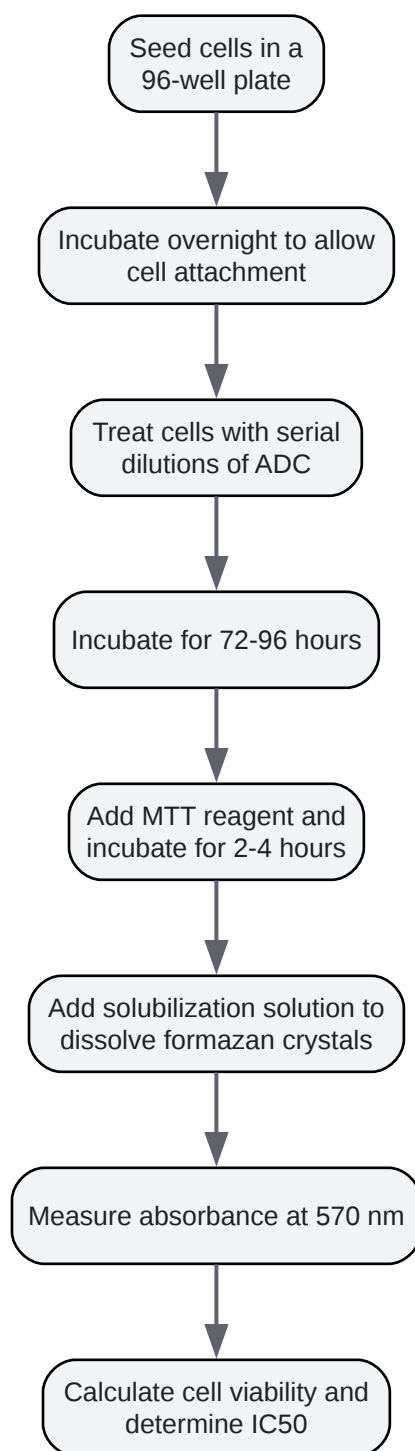 Seed cells in a
96-well plate
Incubate overnight to allow
cell attachment
Treat cells with serial
dilutions of ADC
Incubate for 72-96 hours
Add MTT reagent and
incubate for 2-4 hours
Add solubilization solution to
dissolve formazan crystals
Measure absorbance at 570 nm
Calculate cell viability and
determine IC50